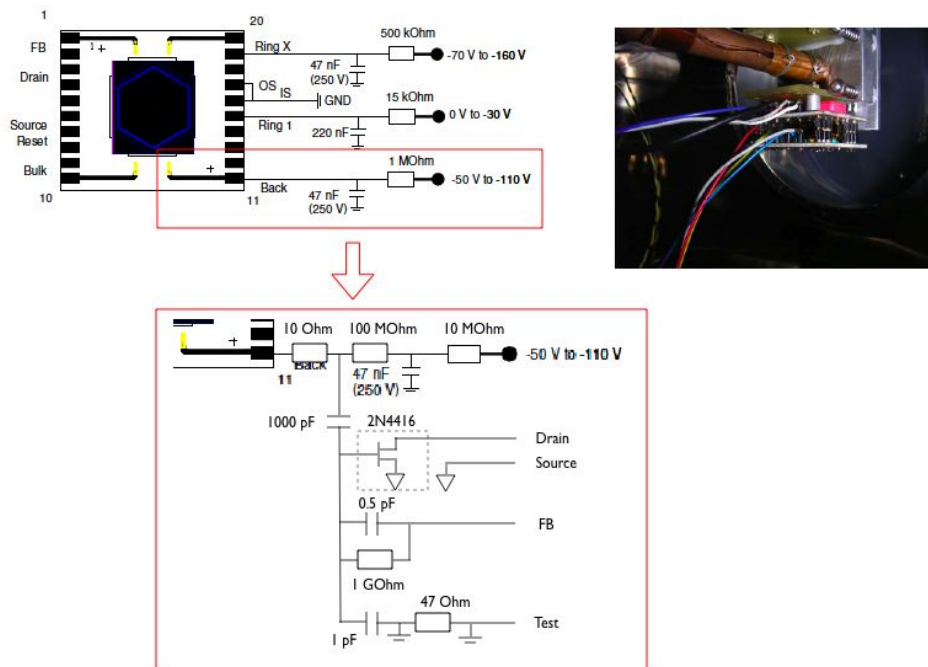 1
20
FB
Drain
Source
Reset
Bulk
10
11
1
+
+
Ring X
500 kOhm
-70 V to -160 V
47 nF
(250 V)
OS
IS
GND
15 kOhm
Ring 1
0 V to -30 V
220 nF
1 MOhm
Back
-50 V to -110 V
47 nF
(250 V)
+
11
10 Ohm
Back
100 MOhm
10 MOhm
-50 V to -110 V
47 nF
(250 V)
1000 pF
2N4416
Drain
Source
0.5 pF
FB
1 GOhm
47 Ohm
1 pF
Test